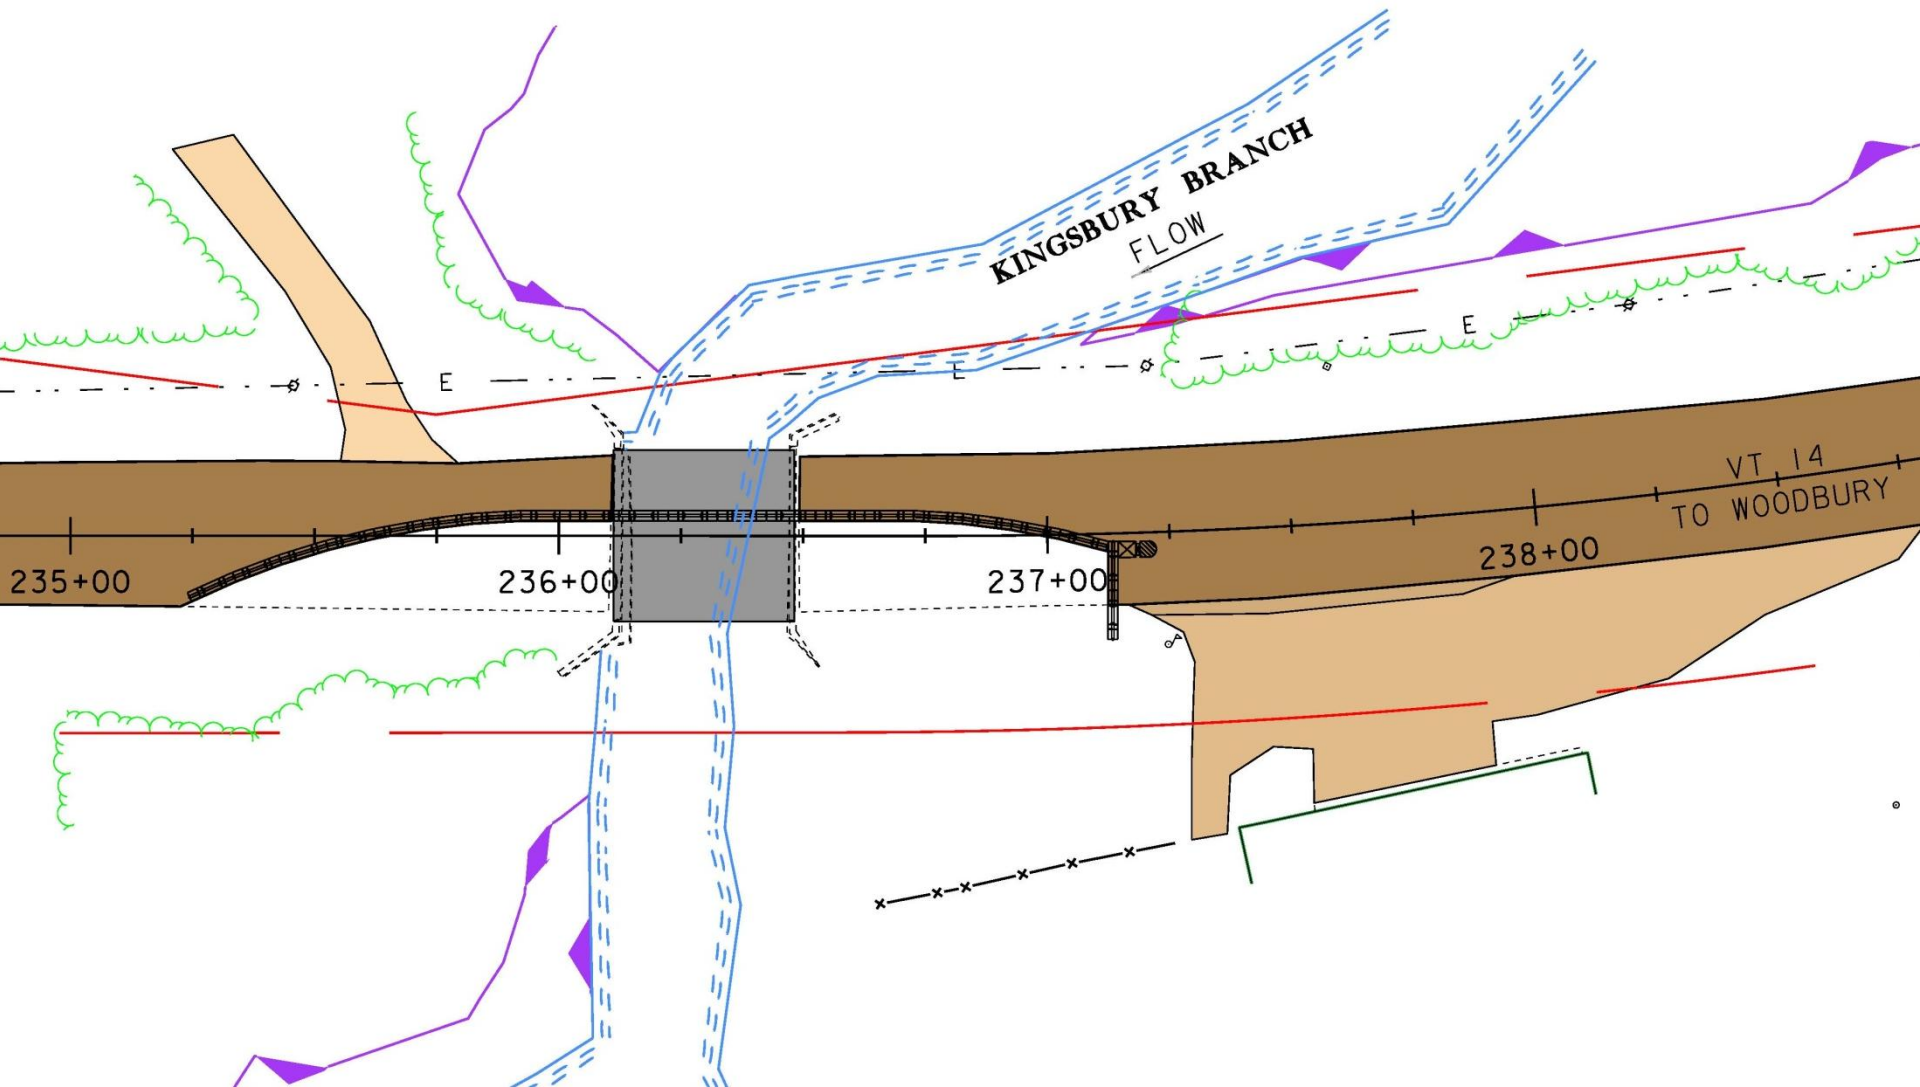 KINGSBURY BRANCH
FLOW
E
E
E
VT 14
TO WOODBURY
235+00
236+00
237+00
238+00